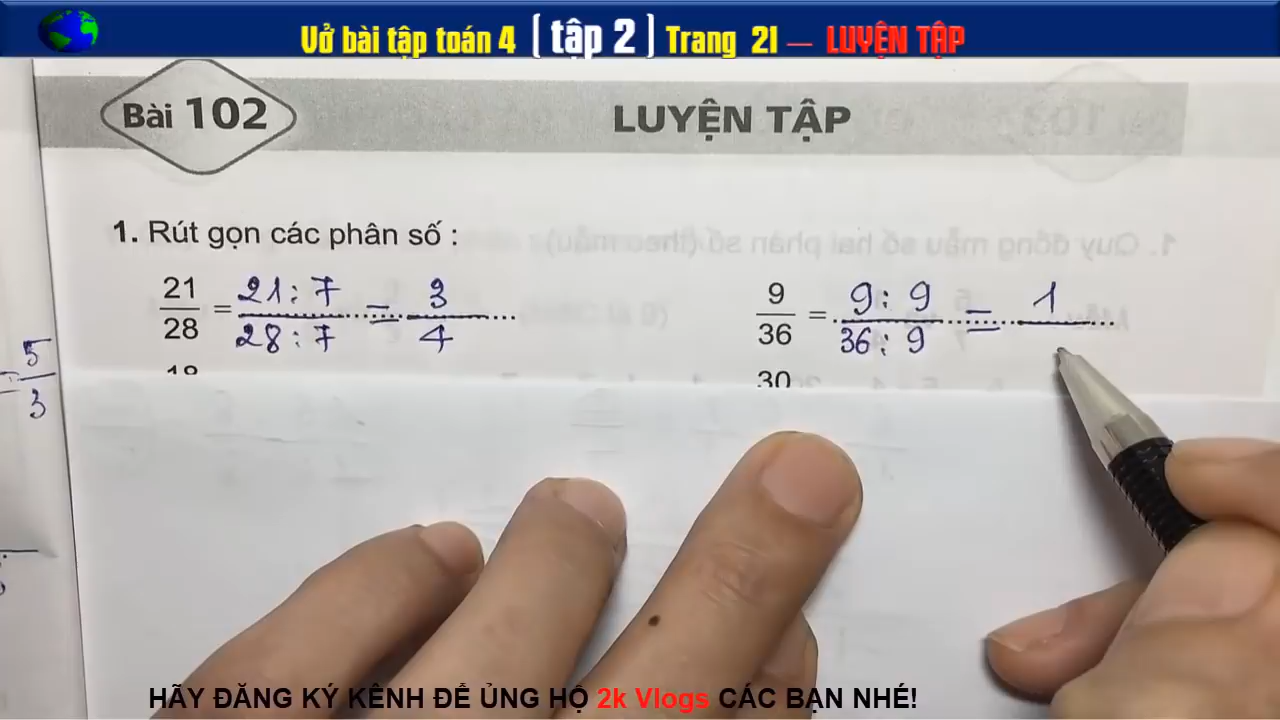 Vở bài tập toán 4 [ tập 2 ] Trang 21 — LUYỆN TẬP
Bài 102 LUYỆN TẬP
1. Rút gọn các phân số :
21/28 = 21 : 7 / 28 : 7 = 3/4
9/36 = 9 : 9 / 36 : 9 = 1
30
5/3
HÃY ĐĂNG KÝ KÊNH ĐỂ ỦNG HỘ 2k Vlogs CÁC BẠN NHÉ!